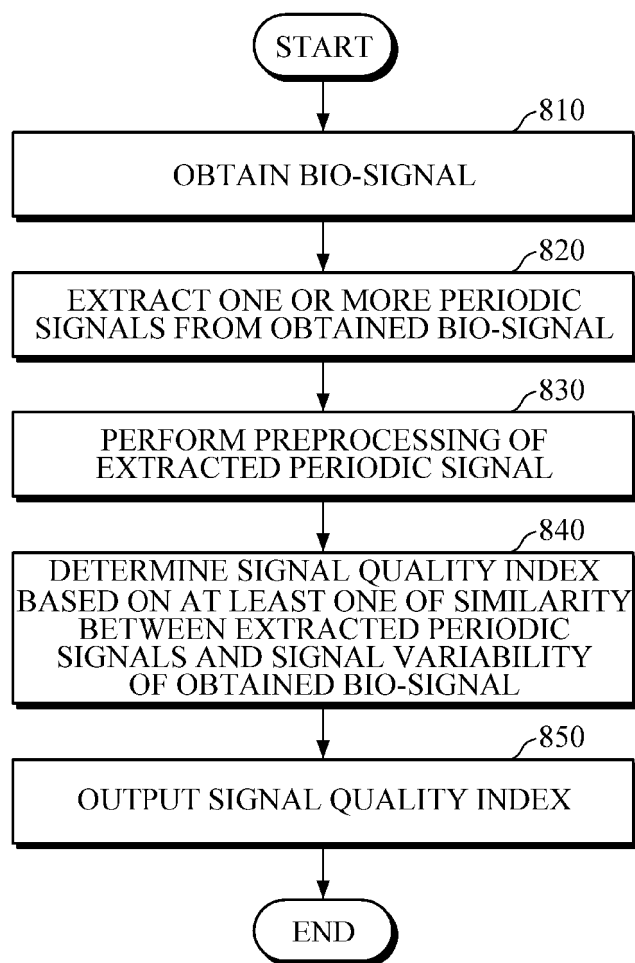 START
810
OBTAIN BIO-SIGNAL
820
EXTRACT ONE OR MORE PERIODIC
SIGNALS FROM OBTAINED BIO-SIGNAL
830
PERFORM PREPROCESSING OF
EXTRACTED PERIODIC SIGNAL
840
DETERMINE SIGNAL QUALITY INDEX
BASED ON AT LEAST ONE OF SIMILARITY
BETWEEN EXTRACTED PERIODIC
SIGNALS AND SIGNAL VARIABILITY
OF OBTAINED BIO-SIGNAL
850
OUTPUT SIGNAL QUALITY INDEX
END